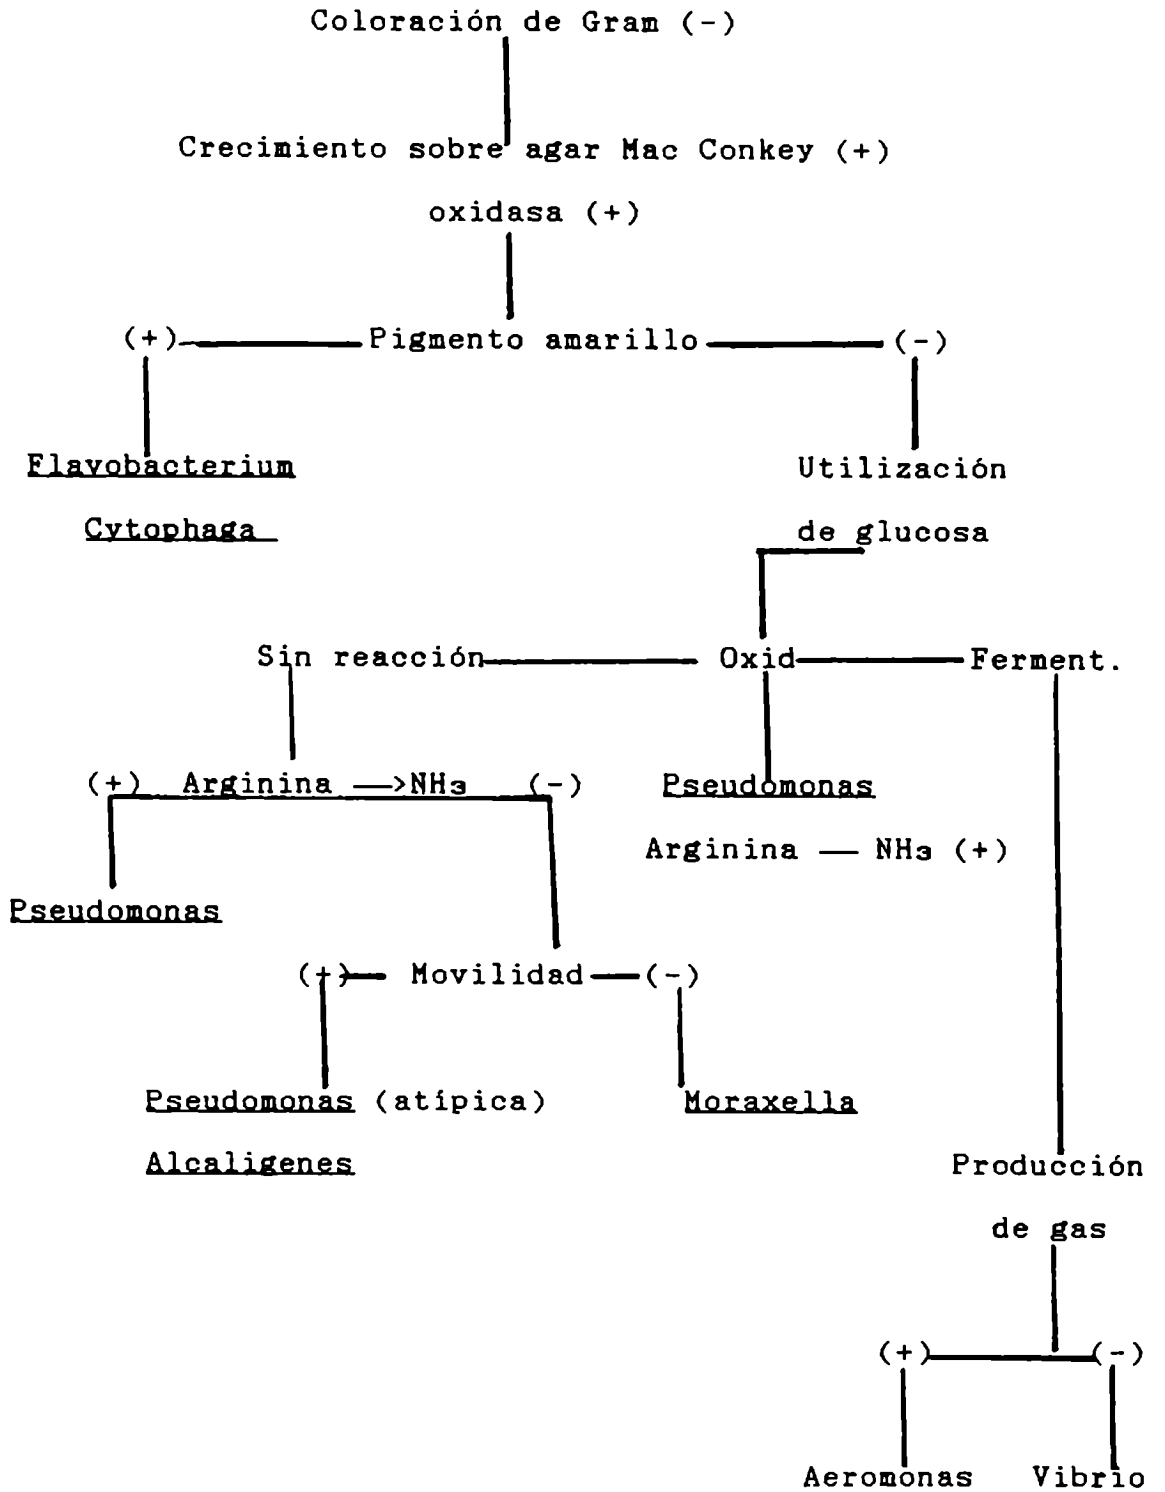 Coloración de Gram (-)
Crecimiento sobre agar Mac Conkey (+)
oxidasa (+)
(+) Pigmento amarillo (-)
Flavobacterium
Utilización
Cytophaga
de glucosa
Sin reacción Oxid Ferment.
(+) Arginina —>NH3 (-)
Pseudomonas
Arginina — NH3 (+)
Pseudomonas
(+) Movilidad (-)
Pseudomonas (atípica)
Moraxella
Alcaligenes
Producción
de gas
(+) (-)
Aeromonas Vibrio